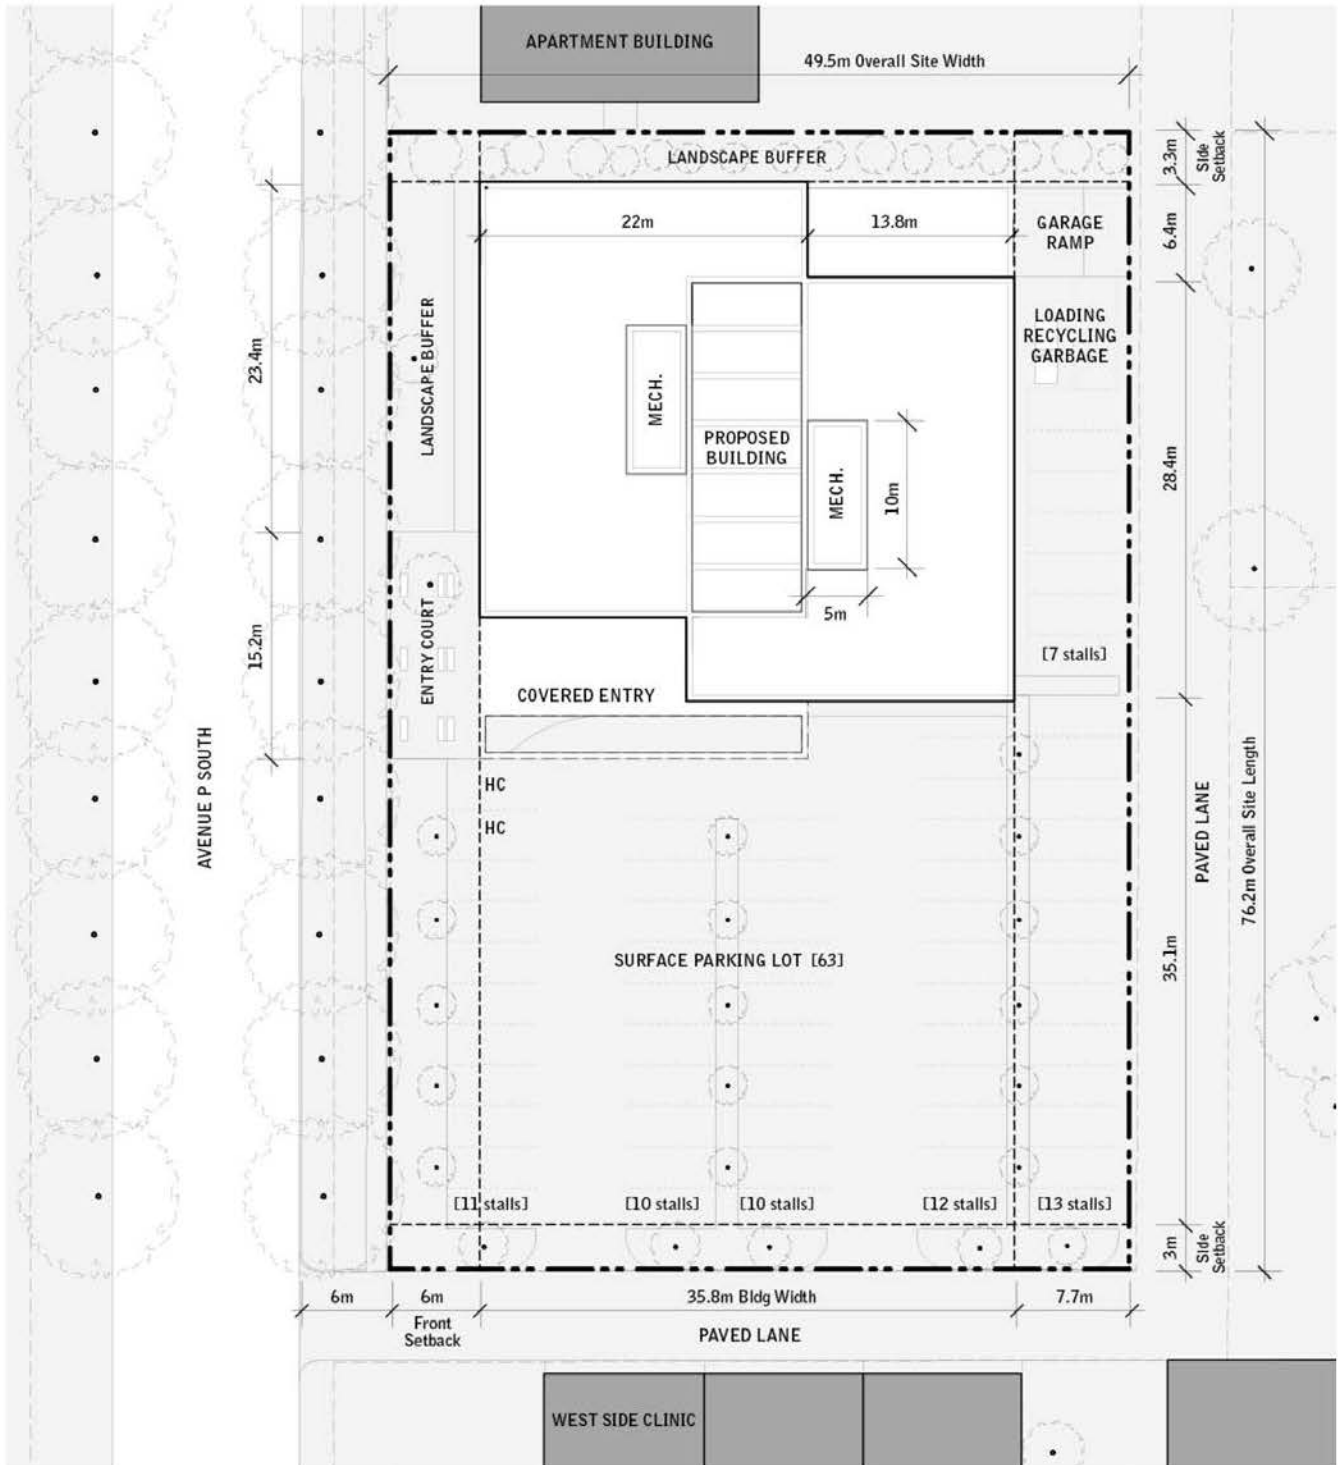 APARTMENT BUILDING
49.5m Overall Site Width
LANDSCAPE BUFFER
3.3m
Side
Setback
22m
13.8m
GARAGE
RAMP
6.4m
LOADING
RECYCLING
GARBAGE
LANDSCAPE BUFFER
23.4m
MECH.
PROPOSED
BUILDING
MECH.
10m
28.4m
5m
15.2m
ENTRY COURT
[7 stalls]
COVERED ENTRY
AVENUE P SOUTH
HC
HC
PAVED LANE
76.2m Overall Site Length
SURFACE PARKING LOT [63]
35.1m
[11 stalls]
[10 stalls]
[10 stalls]
[12 stalls]
[13 stalls]
3m
Side
Setback
6m
6m
35.8m Bldg Width
7.7m
Front
Setback
PAVED LANE
WEST SIDE CLINIC